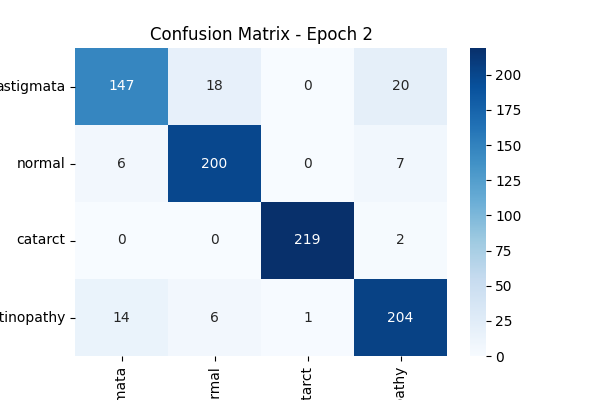 Confusion Matrix - Epoch 2
astigmata 147 18 0 20
normal 6 200 0 7
catarct 0 0 219 2
tinopathy 14 6 1 204
mata rmal tarct pathy
200
175
150
125
100
75
50
25
0